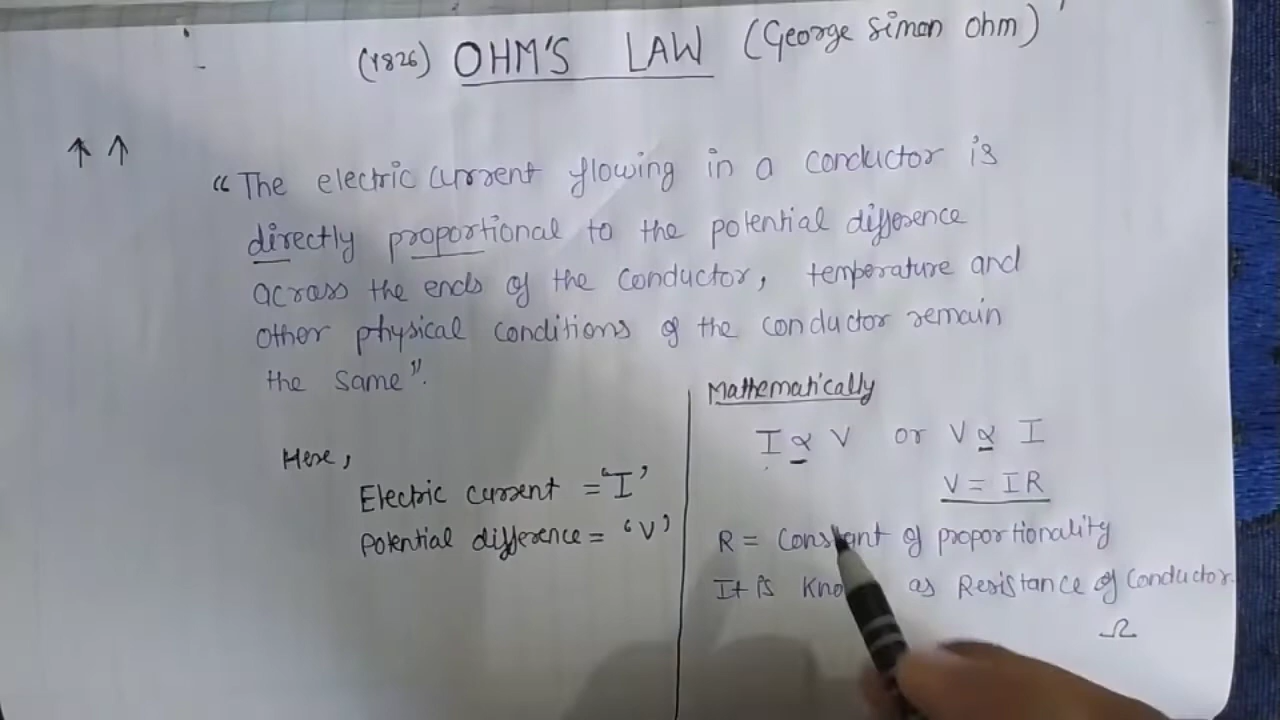 (1826) OHM'S LAW (George Simon Ohm)
↑ ↑
"The electric current flowing in a conductor is
directly proportional to the potential difference
across the ends of the conductor, temperature and
other physical conditions of the conductor remain
the same".
Here,
Electric current = 'I'
Potential difference = 'V'
Mathematically
I ∝ V or V ∝ I
V = IR
R = Constant of proportionality
It is as Resistance of Conductor.
Ω